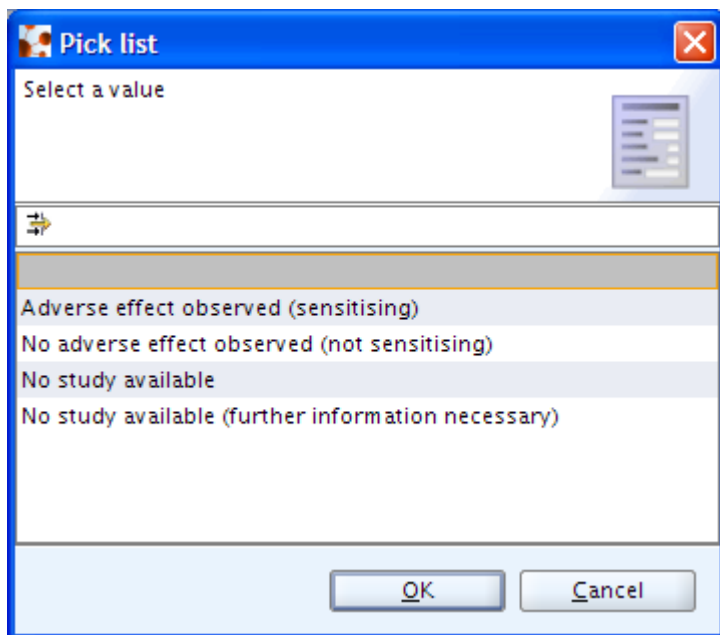 Pick list
Select a value
Adverse effect observed (sensitising)
No adverse effect observed (not sensitising)
No study available
No study available (further information necessary)
OK
Cancel